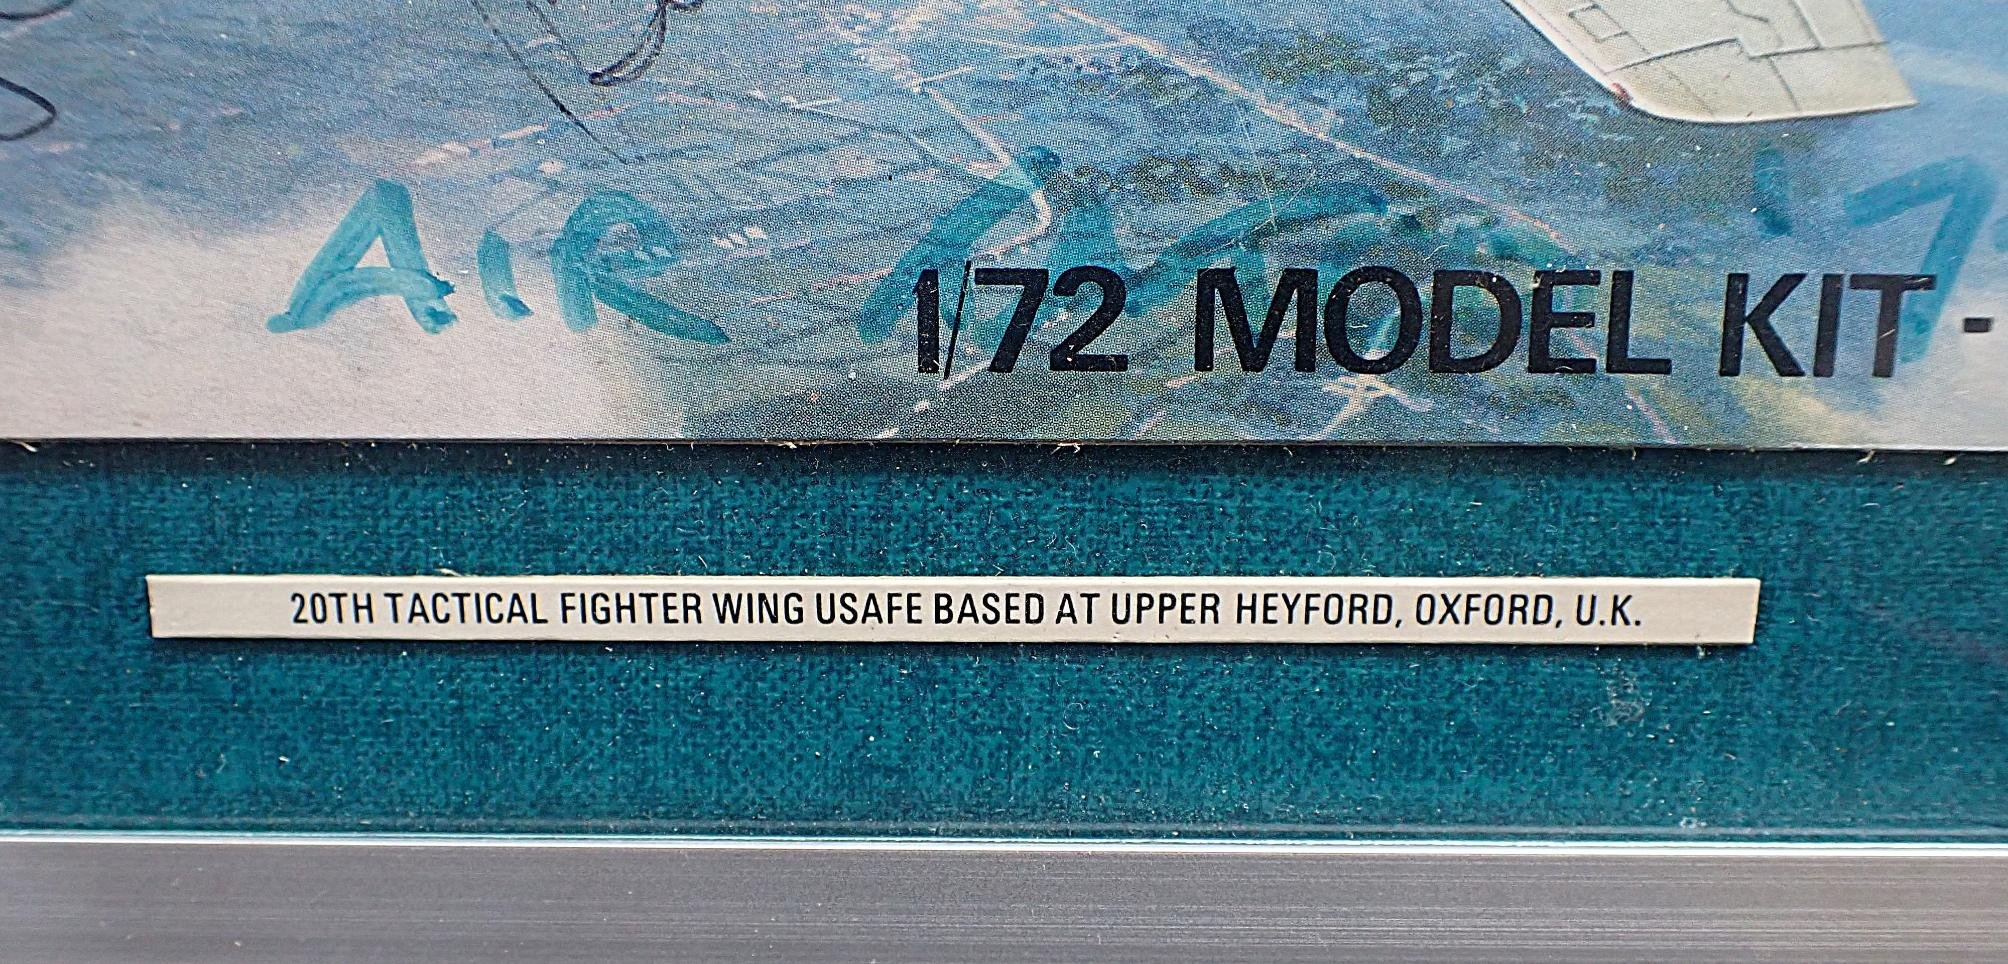 AIR
1/72 MODEL KIT -
20TH TACTICAL FIGHTER WING USAFE BASED AT UPPER HEYFORD, OXFORD, U.K.